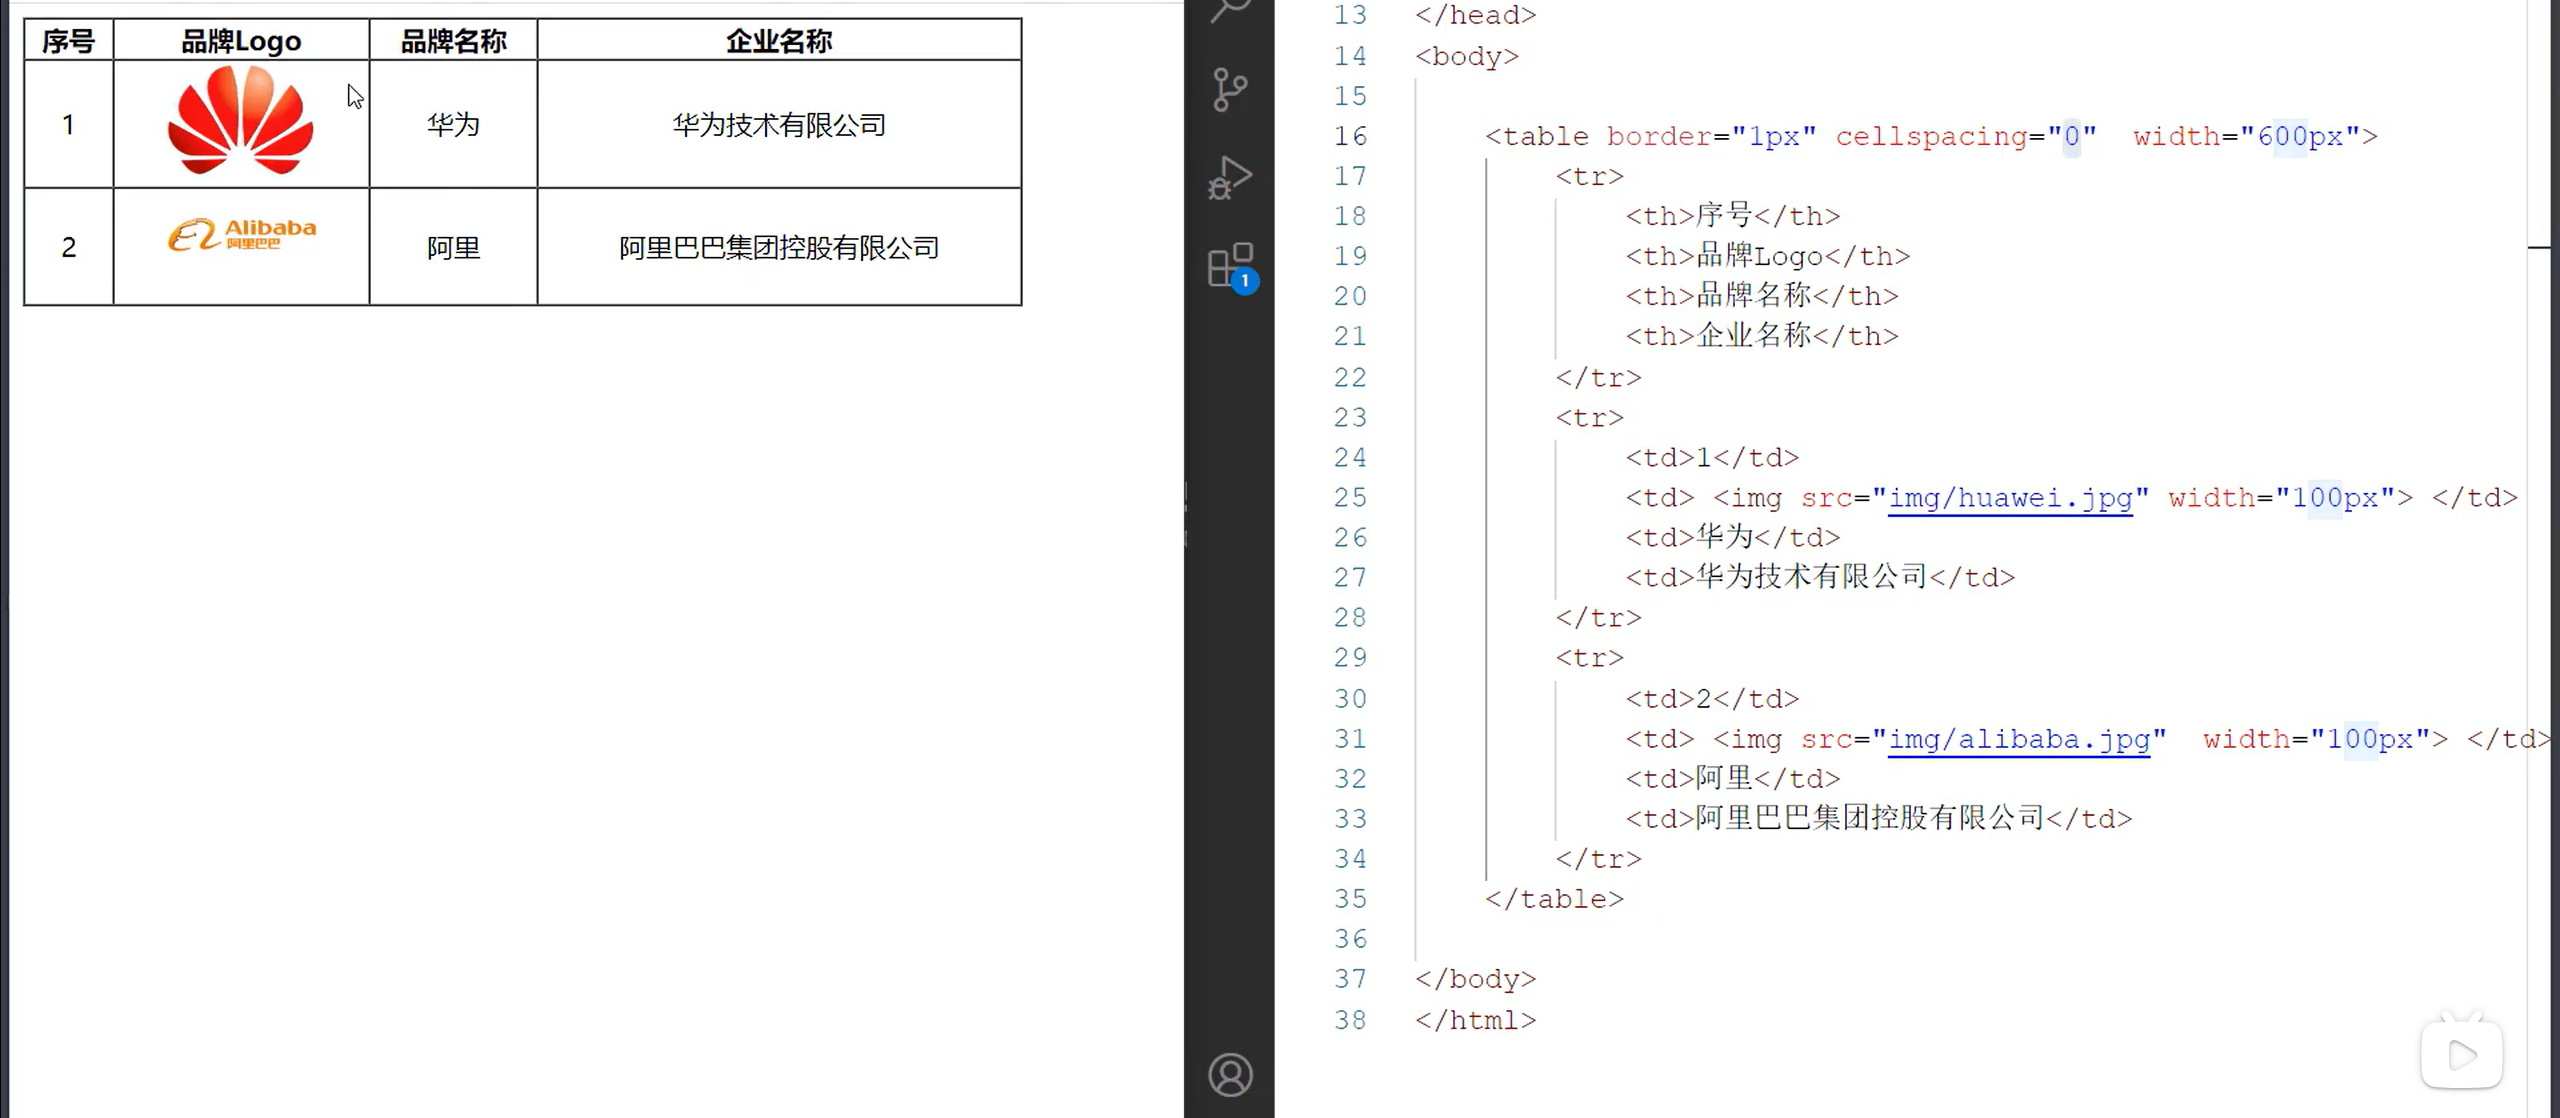 序号 品牌Logo 品牌名称 企业名称
1 华为 华为技术有限公司
2 Alibaba 阿里巴巴 阿里 阿里巴巴集团控股有限公司
1
13 </head>
14 <body>
15
16 <table border="1px" cellspacing="0"  width="600px">
17 <tr>
18 <th>序号</th>
19 <th>品牌Logo</th>
20 <th>品牌名称</th>
21 <th>企业名称</th>
22 </tr>
23 <tr>
24 <td>1</td>
25 <td> <img src="img/huawei.jpg" width="100px"> </td>
26 <td>华为</td>
27 <td>华为技术有限公司</td>
28 </tr>
29 <tr>
30 <td>2</td>
31 <td> <img src="img/alibaba.jpg"  width="100px"> </td>
32 <td>阿里</td>
33 <td>阿里巴巴集团控股有限公司</td>
34 </tr>
35 </table>
36
37 </body>
38 </html>